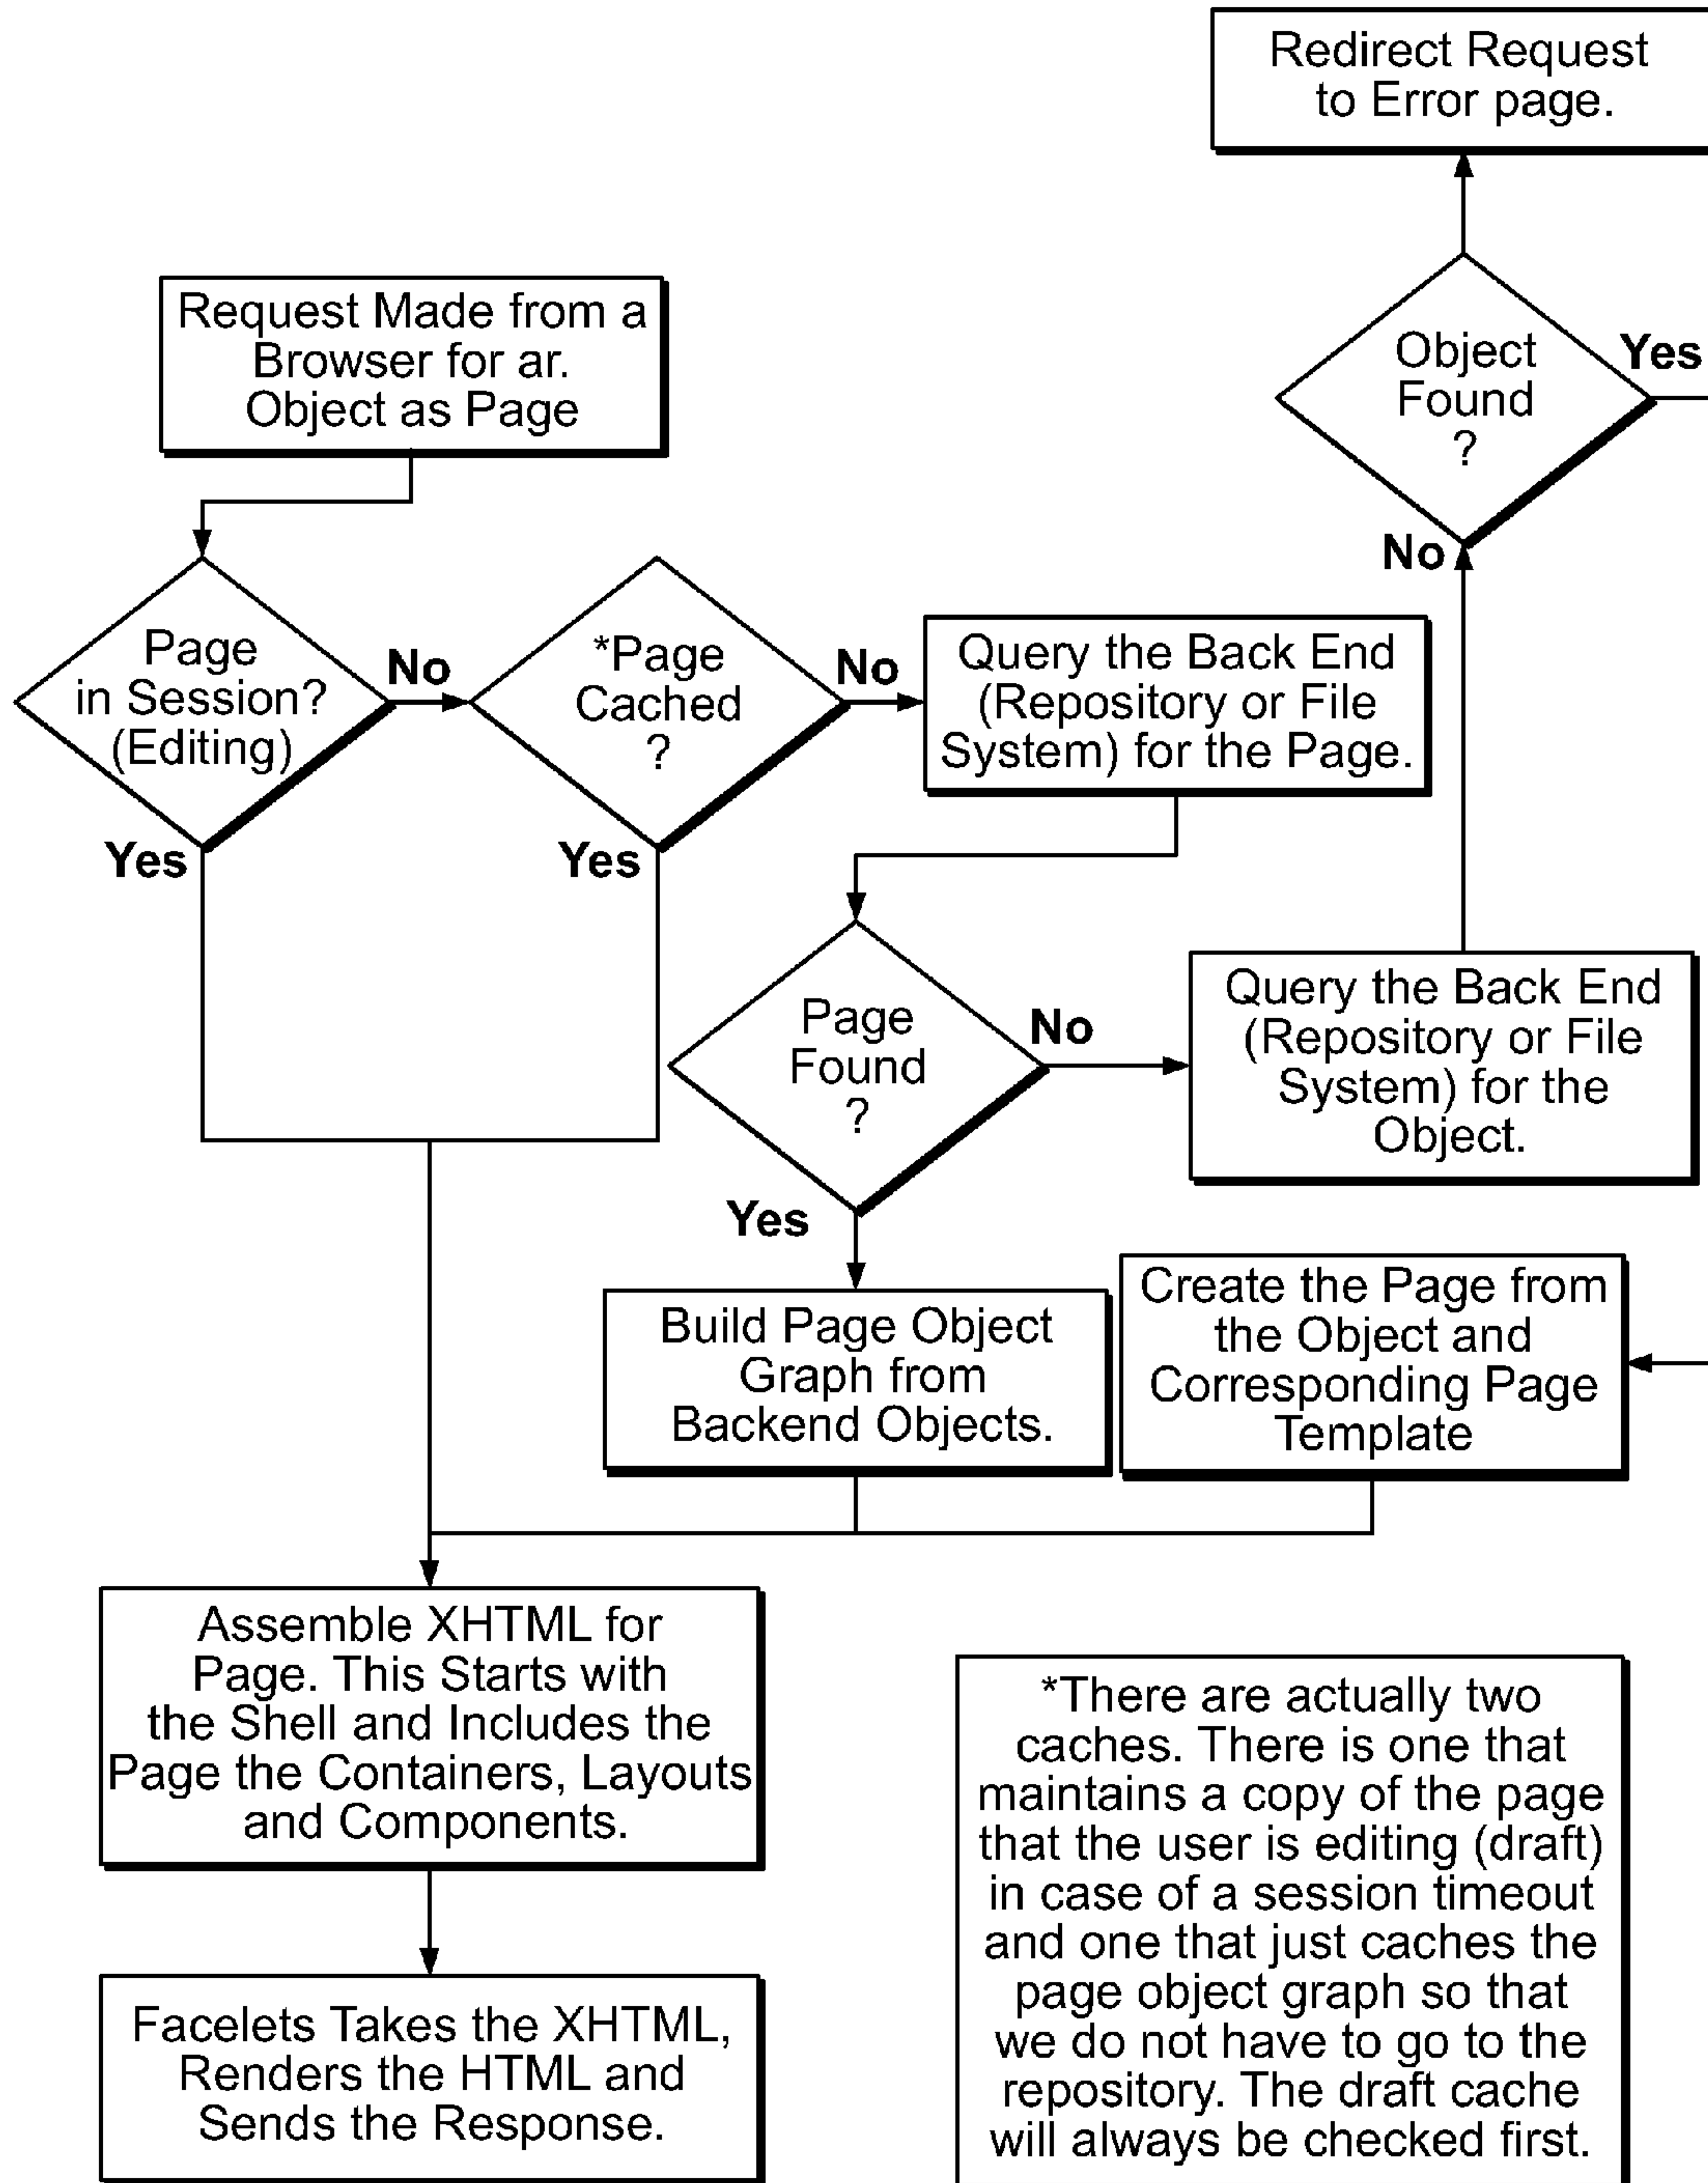 Redirect Request
to Error page.
Request Made from a
Browser for ar.
Object as Page
Object
Found
?
Yes
No
Page
in Session?
(Editing)
No
Yes
*Page
Cached
?
No
Yes
Query the Back End
(Repository or File
System) for the Page.
Page
Found
?
No
Yes
Query the Back End
(Repository or File
System) for the
Object.
Build Page Object
Graph from
Backend Objects.
Create the Page from
the Object and
Corresponding Page
Template
Assemble XHTML for
Page. This Starts with
the Shell and Includes the
Page the Containers, Layouts
and Components.
Facelets Takes the XHTML,
Renders the HTML and
Sends the Response.
*There are actually two
caches. There is one that
maintains a copy of the page
that the user is editing (draft)
in case of a session timeout
and one that just caches the
page object graph so that
we do not have to go to the
repository. The draft cache
will always be checked first.